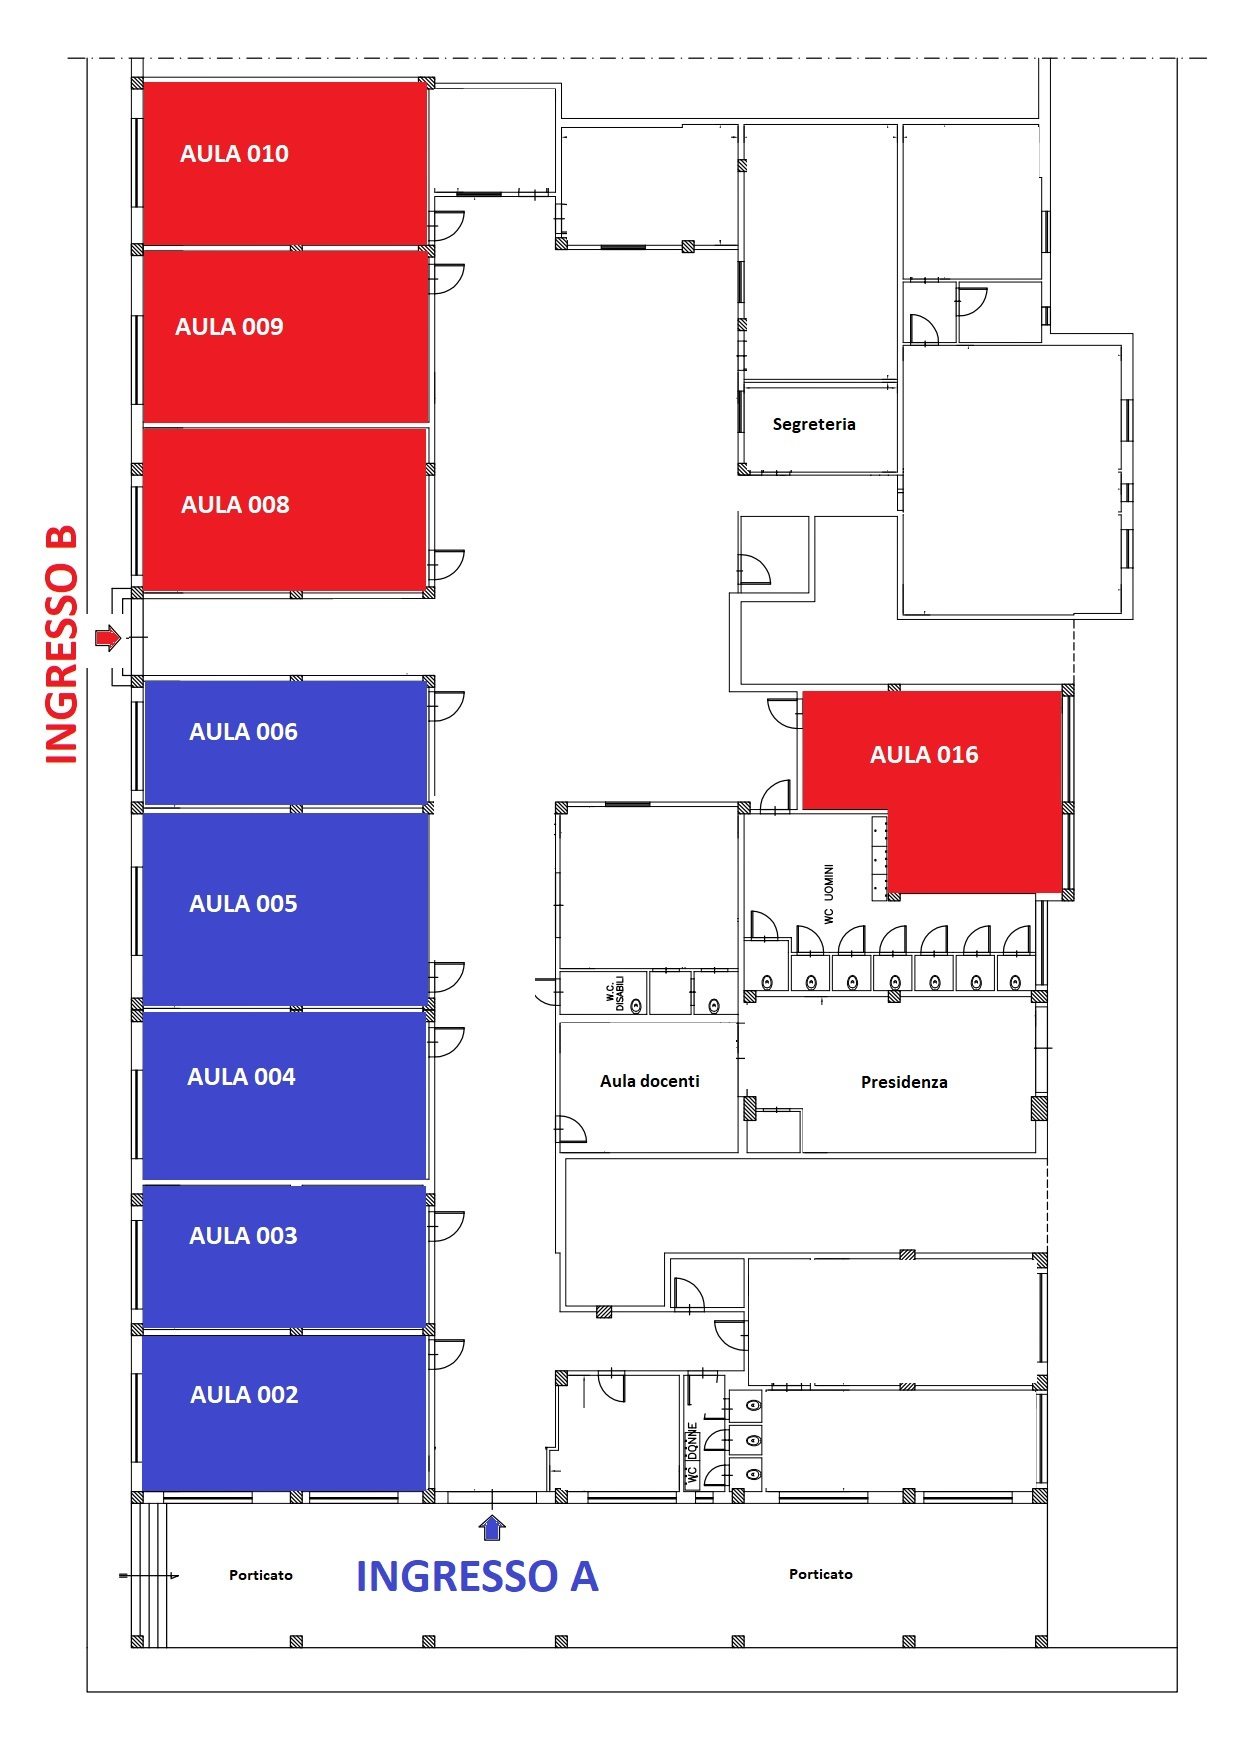 AULA 010
AULA 009
Segreteria
AULA 008
INGRESSO B
AULA 006
AULA 016
AULA 005
WC UOMINI
W.C.
DISABILI
AULA 004
Aula docenti
Presidenza
AULA 003
AULA 002
WC DONNE
Porticato
INGRESSO A
Porticato